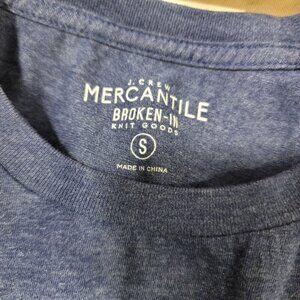 J. CREW
MERCANTILE
BROKEN-IN
KNIT GOODS
S
MADE IN CHINA